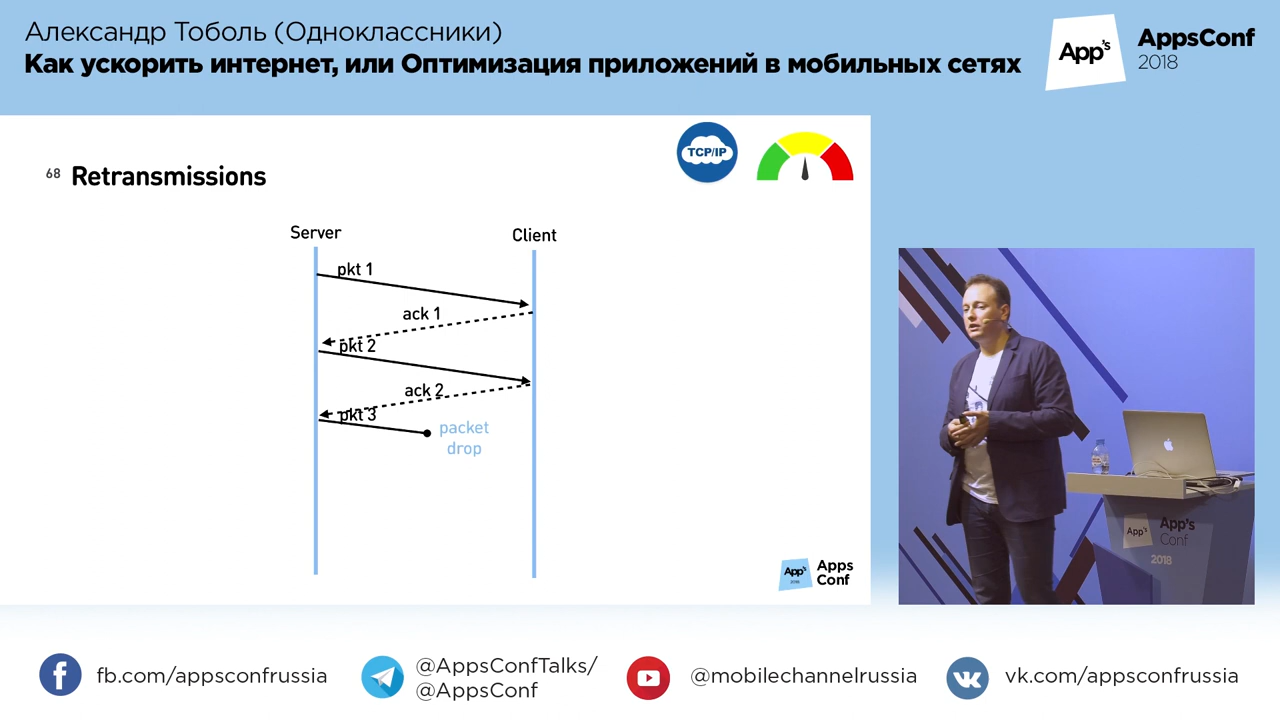 Александр Тоболь (Одноклассники)
Как ускорить интернет, или Оптимизация приложений в мобильных сетях
App's
AppsConf
2018
TCP/IP
68 Retransmissions
Server
Client
pkt 1
ack 1
pkt 2
ack 2
pkt 3
packet
drop
App's
2018
Apps
Conf
App's
App's
Conf
2018
fb.com/appsconfrussia
@AppsConfTalks/
@AppsConf
@mobilechannelrussia
vk.com/appsconfrussia